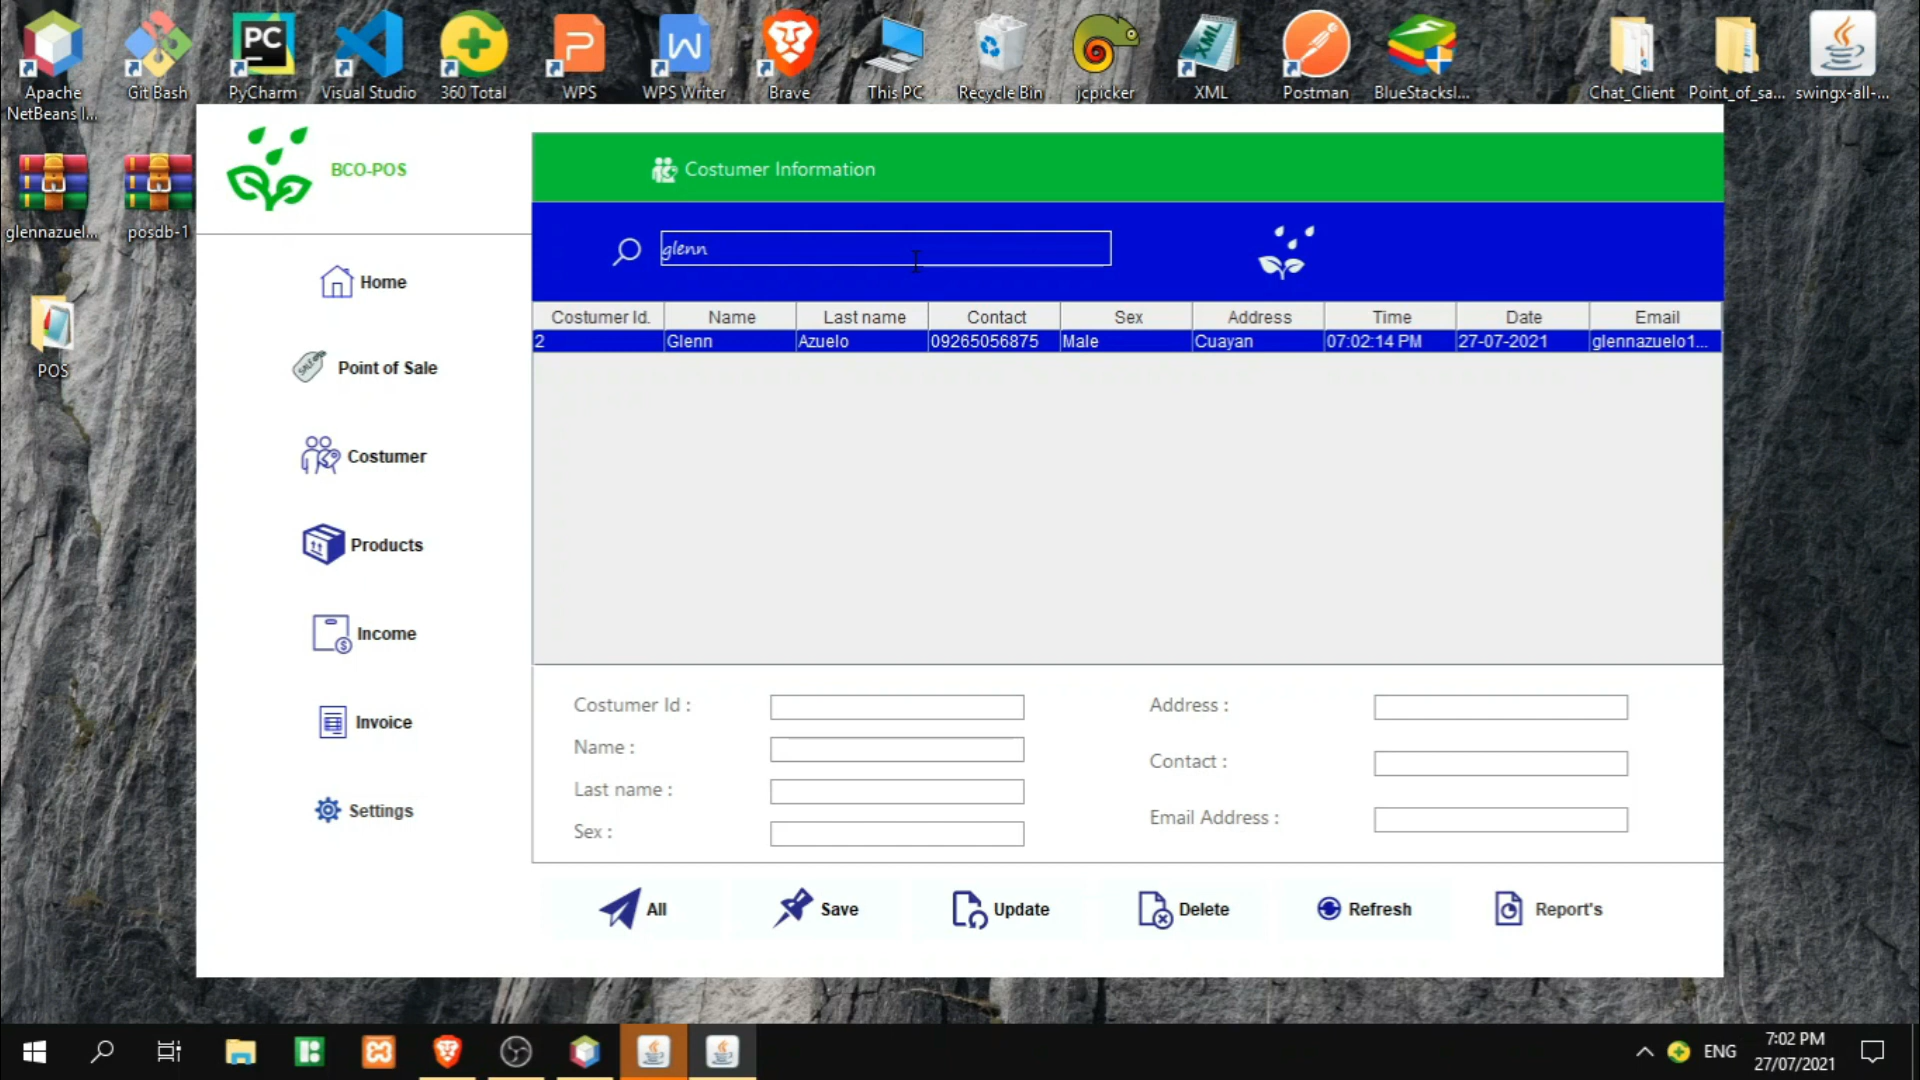 Apache
NetBeans I...
Git Bash
PyCharm
Visual Studio
360 Total
WPS
WPS Writer
Brave
This PC
Recycle Bin
jcpicker
XML
Postman
BlueStacksI...
Chat_Client
Point_of_sa...
swingx-all-...
glennazuel...
posdb-1
POS
BCO-POS
Home
Point of Sale
Costumer
Products
Income
Invoice
Settings
Costumer Information
glenn
Costumer Id. Name Last name Contact Sex Address Time Date Email
2 Glenn Azuelo 09265056875 Male Cuayan 07:02:14 PM 27-07-2021 glennazuelo1...
Costumer Id :
Name :
Last name :
Sex :
Address :
Contact :
Email Address :
All Save Update Delete Refresh Report's
ENG
7:02 PM
27/07/2021